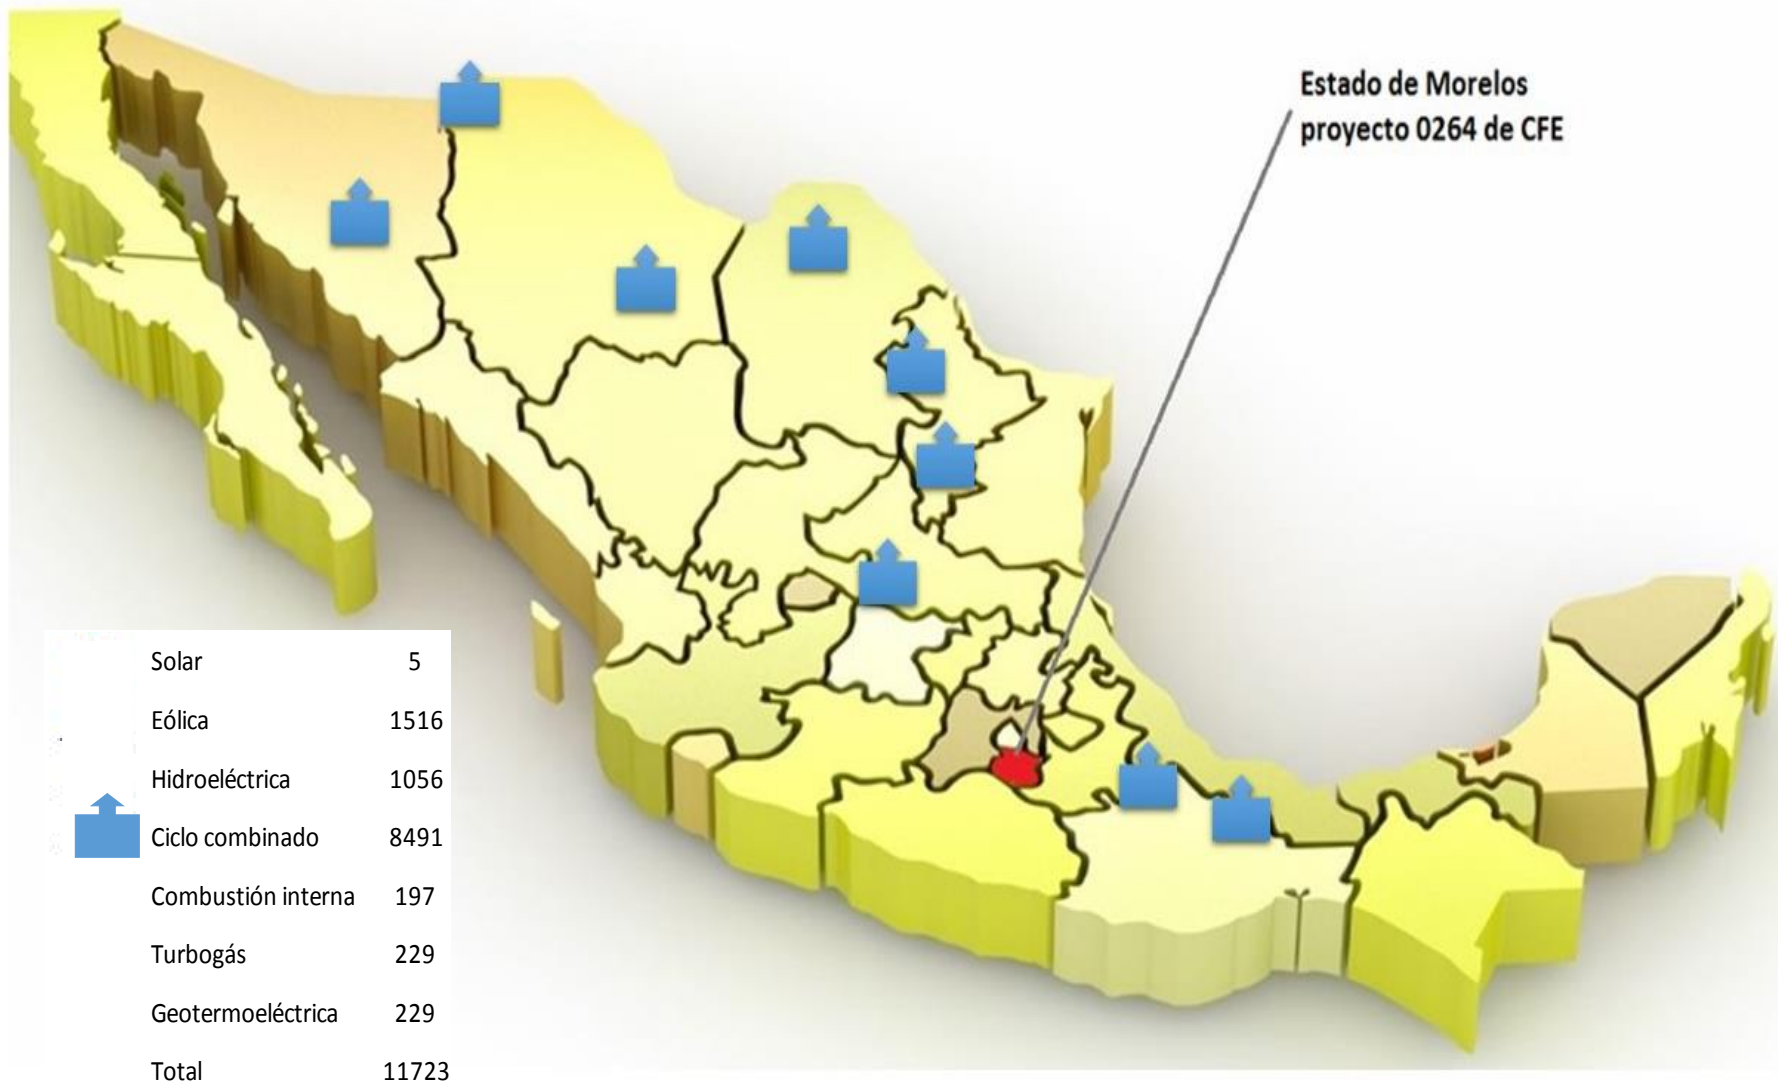 Estado de Morelos
proyecto 0264 de CFE
Solar 5
Eólica 1516
Hidroeléctrica 1056
Ciclo combinado 8491
Combustión interna 197
Turbogás 229
Geotermoeléctrica 229
Total 11723